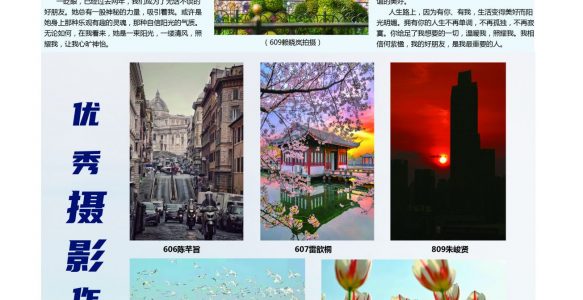 一眨眼，已经过去两年，我们成为了无话不谈的
好朋友。她总有一股神秘的力量，吸引着我。或许是
她身上那种乐观有趣的灵魂，那种自信阳光的气质。
无论如何，在我看来，她是一束阳光，一缕清风，照
耀我，让我心旷神怡。
（609赖晓岚拍摄）
值的美好。
人生路上，因为有你、有我，生活变得美好而阳
光明媚。拥有你的人生不再单调，不再孤独，不再寂
寞。你给足了我想要的一切，温暖我，照耀我。我相
信何紫檀，我的好朋友，是我最重要的人。
优秀摄影作
606陈芊旨
607雷歆桐
809朱峻贤